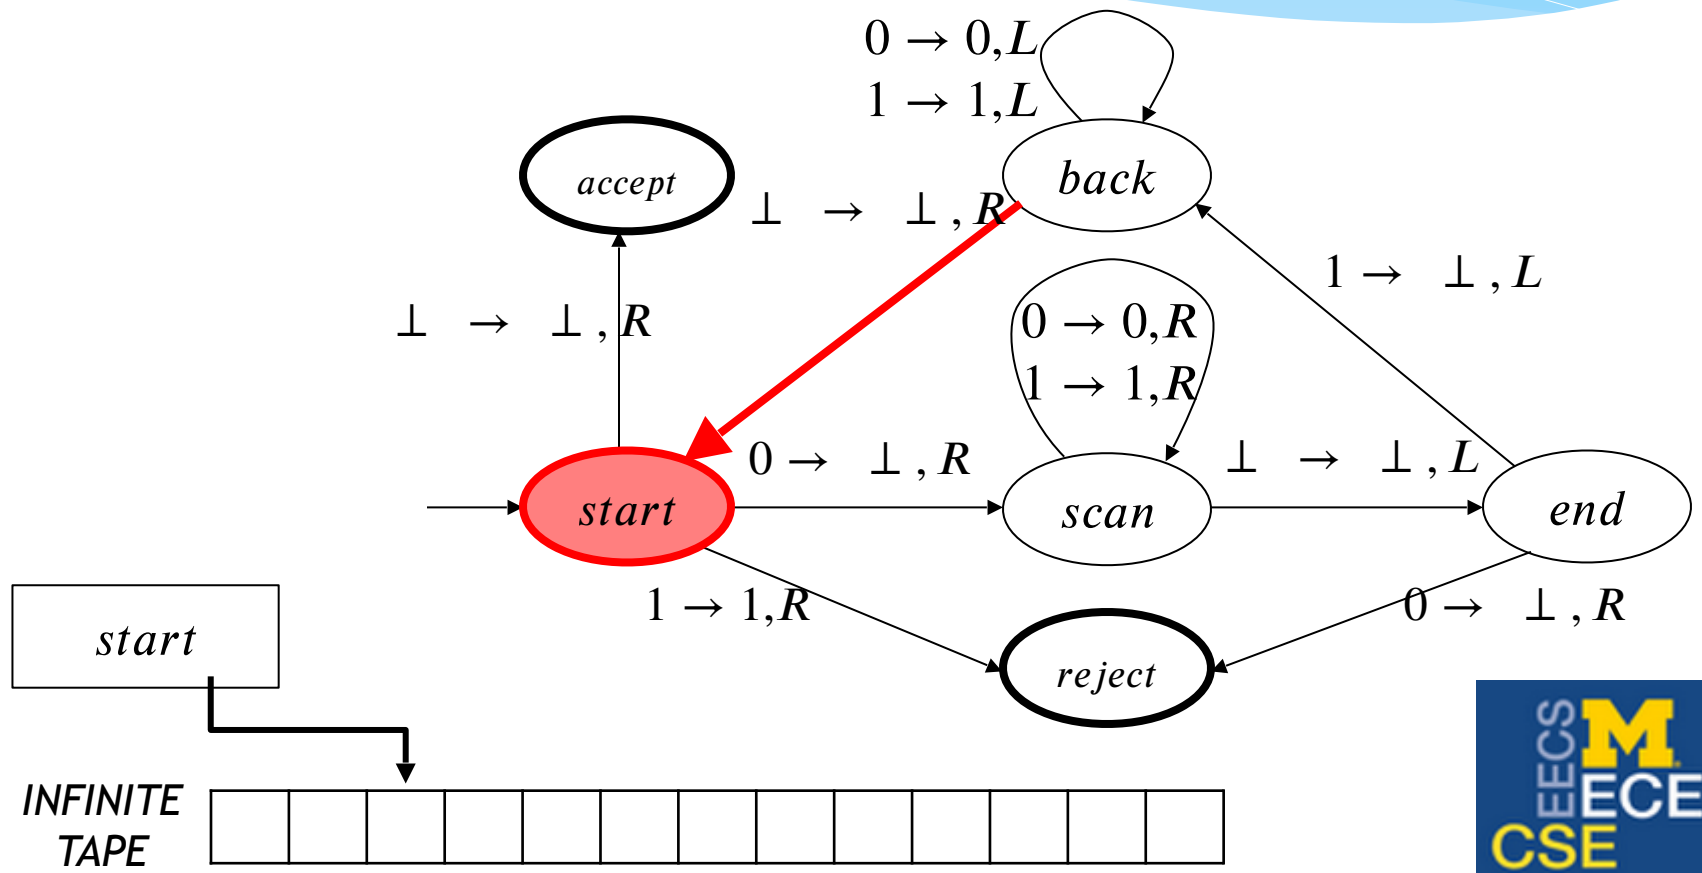 0 → 0, L
1 → 1, L
accept
back
⊥ → ⊥ , R
1 → ⊥ , L
⊥ → ⊥ , R
0 → 0, R
1 → 1, R
0 → ⊥ , R
⊥ → ⊥ , L
start
scan
end
1 → 1, R
0 → ⊥ , R
start
reject
INFINITE
TAPE
EECS
M
ECE
CSE